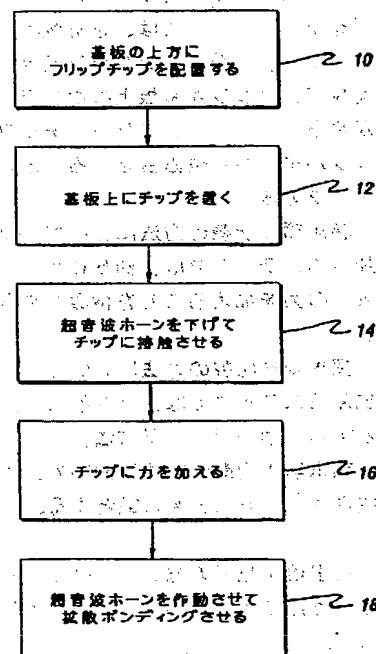 基板の上方に
フリップチップを配置する
10
基板上にチップを置く
12
超音波ホーンを下げて
チップに接触させる
14
チップに力を加える
16
超音波ホーンを作動させて
拡散ボンディングさせる
18